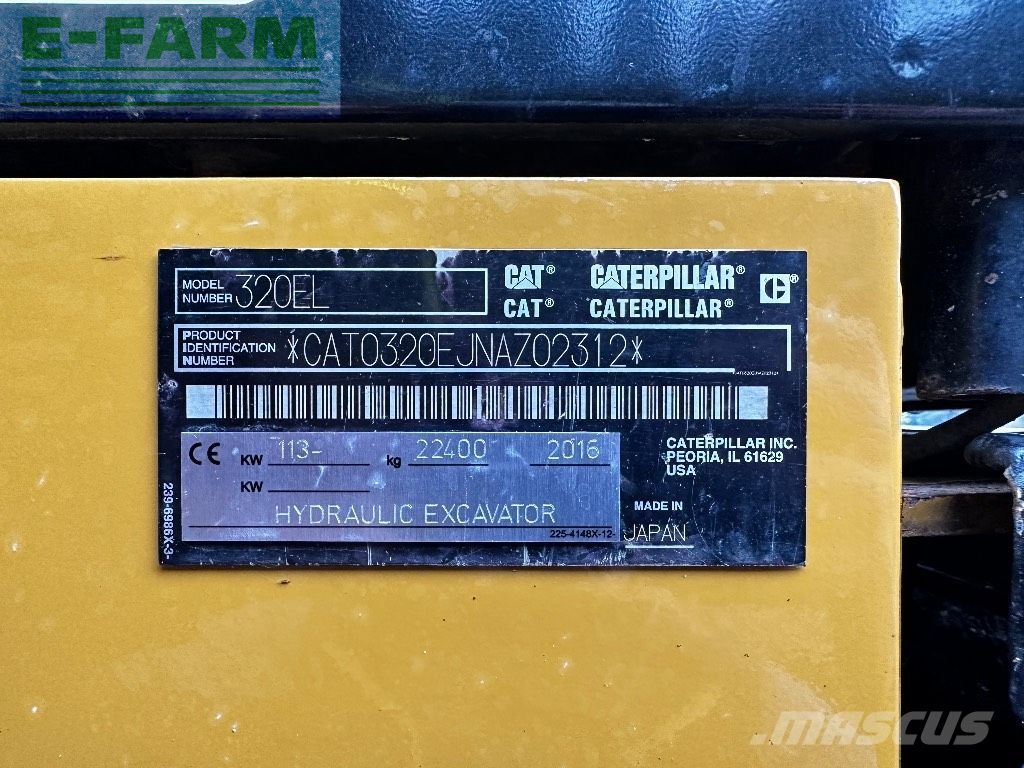 E-FARM
MODEL NUMBER 320EL
CAT® CATERPILLAR® ®
CAT® CATERPILLAR®
PRODUCT IDENTIFICATION NUMBER *CAT0320EJNAZ02312*
CE KW 113- kg 22400 2016
KW
HYDRAULIC EXCAVATOR
225-4148X-12-
239-6986X-3-
CATERPILLAR INC.
PEORIA, IL 61629
USA
MADE IN
JAPAN
MASCUS